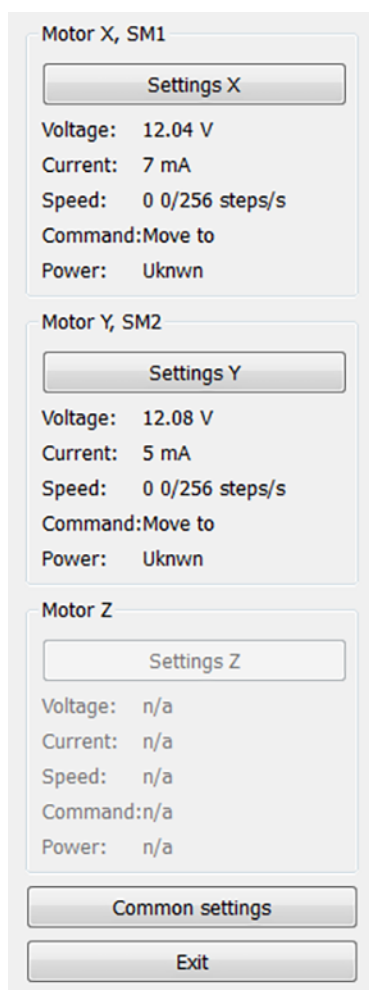 Motor X, SM1
Settings X
Voltage: 12.04 V
Current: 7 mA
Speed: 0 0/256 steps/s
Command:Move to
Power: Uknwn
Motor Y, SM2
Settings Y
Voltage: 12.08 V
Current: 5 mA
Speed: 0 0/256 steps/s
Command:Move to
Power: Uknwn
Motor Z
Settings Z
Voltage: n/a
Current: n/a
Speed: n/a
Command:n/a
Power: n/a
Common settings
Exit